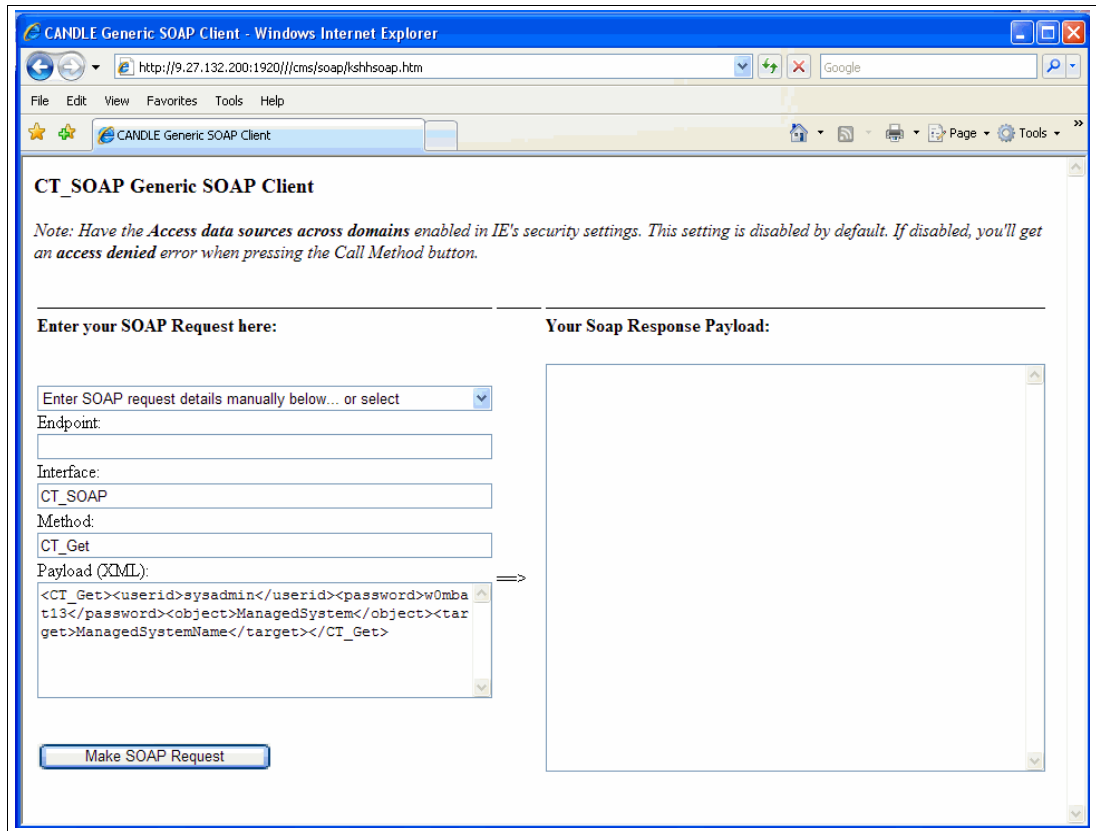 CANDLE Generic SOAP Client - Windows Internet Explorer
http://9.27.132.200:1920///cms/soap/kshhsoap.htm
Google
File Edit View Favorites Tools Help
CANDLE Generic SOAP Client
Page Tools »
CT_SOAP Generic SOAP Client
Note: Have the Access data sources across domains enabled in IE's security settings. This setting is disabled by default. If disabled, you'll get
an access denied error when pressing the Call Method button.
Enter your SOAP Request here:
Your Soap Response Payload:
Enter SOAP request details manually below... or select
Endpoint:
Interface:
CT_SOAP
Method:
CT_Get
Payload (XML):
==>
<CT_Get><userid>sysadmin</userid><password>w0mba
t13</password><object>ManagedSystem</object><tar
get>ManagedSystemName</target></CT_Get>
Make SOAP Request